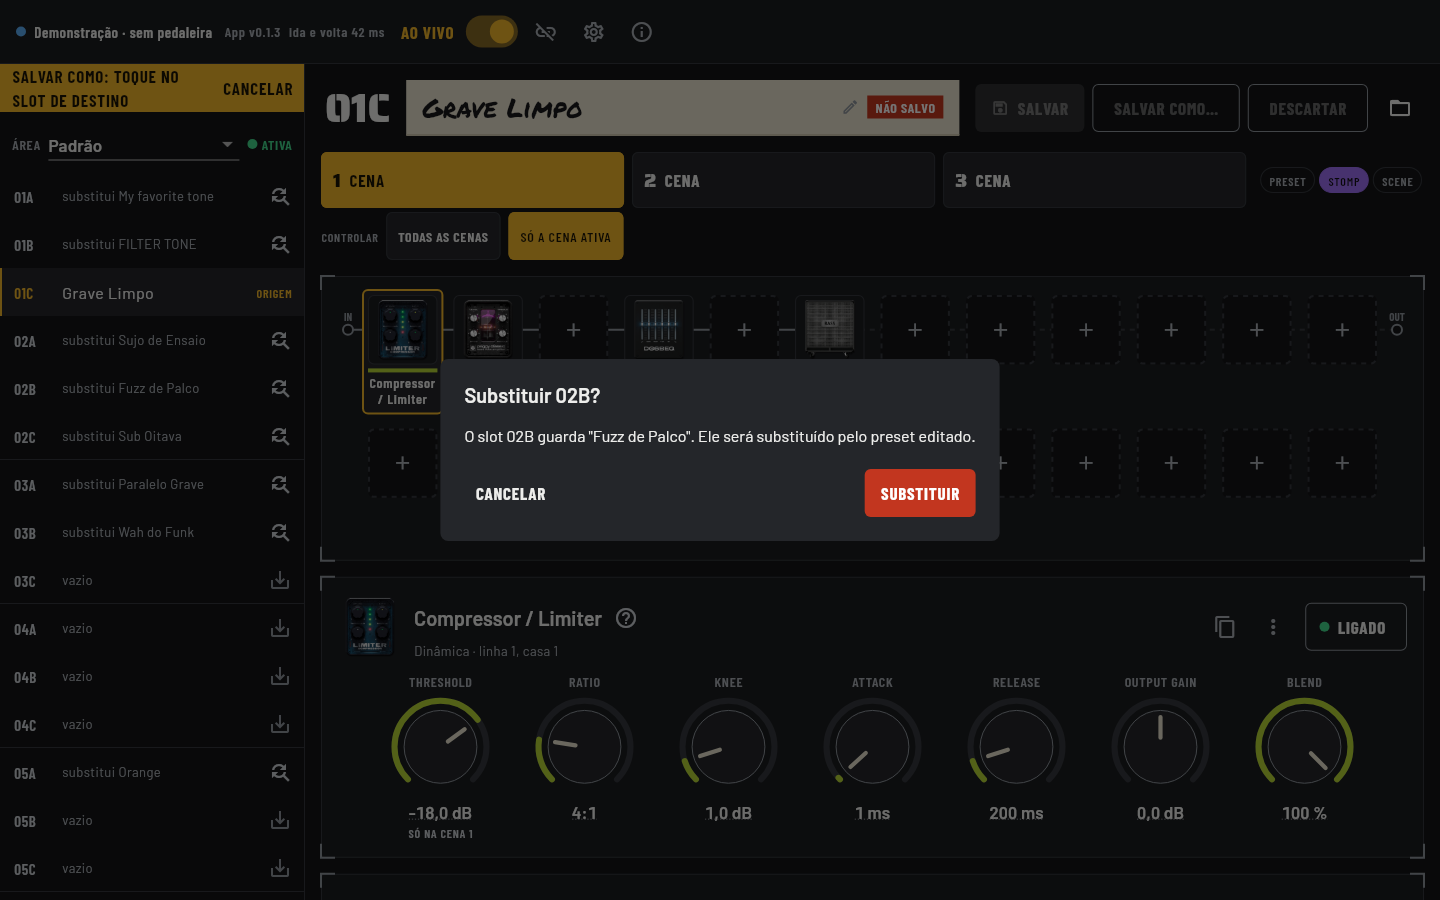 Demonstração · sem pedaleira App v0.1.3 Ida e volta 42 ms AO VIVO
SALVAR COMO: TOQUE NO
SLOT DE DESTINO
CANCELAR
ÁREA Padrão ATIVA
01A substitui My favorite tone
01B substitui FILTER TONE
01C Grave Limpo ORIGEM
02A substitui Sujo de Ensaio
02B substitui Fuzz de Palco
02C substitui Sub Oitava
03A substitui Paralelo Grave
03B substitui Wah do Funk
03C vazio
04A vazio
04B vazio
04C vazio
05A substitui Orange
05B vazio
05C vazio
01C Grave Limpo NÃO SALVO SALVAR SALVAR COMO... DESCARTAR
1 CENA 2 CENA 3 CENA PRESET STOMP SCENE
CONTROLAR TODAS AS CENAS SÓ A CENA ATIVA
IN
OUT
LIMITER
BASS
Compressor
/ Limiter
Substituir 02B?
O slot 02B guarda "Fuzz de Palco". Ele será substituído pelo preset editado.
CANCELAR SUBSTITUIR
LIMITER
Compressor / Limiter
Dinâmica · linha 1, casa 1
LIGADO
THRESHOLD RATIO KNEE ATTACK RELEASE OUTPUT GAIN BLEND
-18,0 dB 4:1 1,0 dB 1 ms 200 ms 0,0 dB 100 %
SÓ NA CENA 1